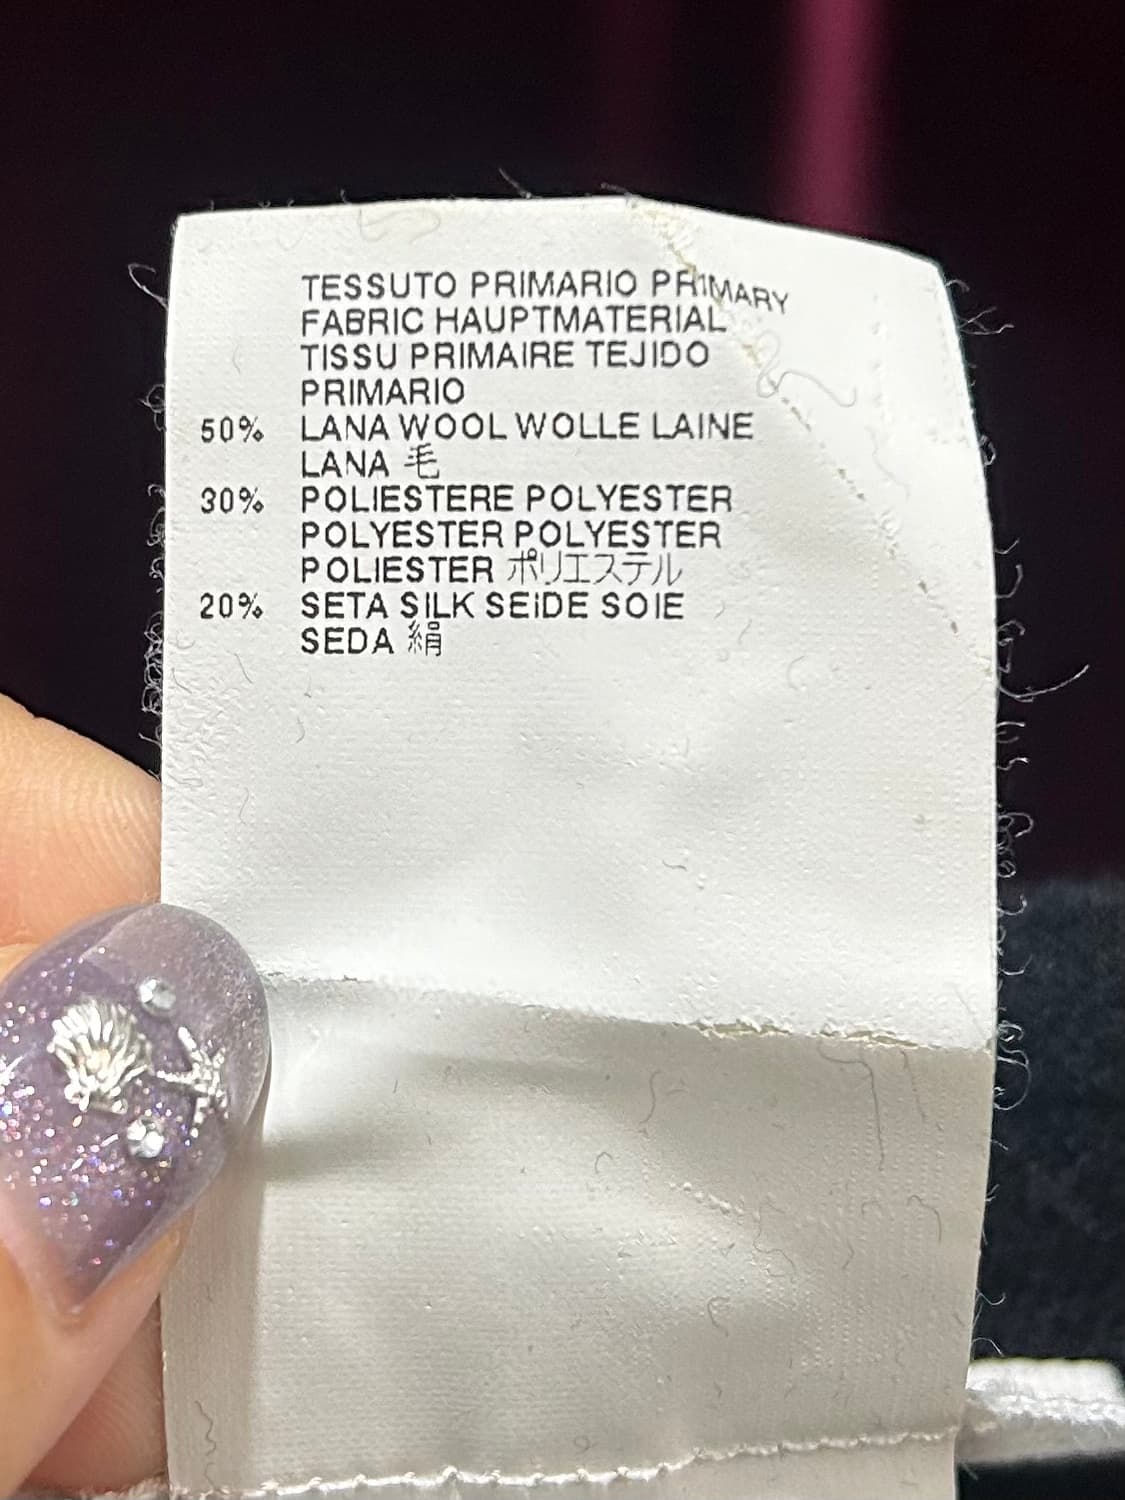 TESSUTO PRIMARIO PRIMARY
FABRIC HAUPTMATERIAL
TISSU PRIMAIRE TEJIDO
PRIMARIO
50% LANA WOOL WOLLE LAINE
LANA 毛
30% POLIESTERE POLYESTER
POLYESTER POLYESTER
POLIESTER ポリエステル
20% SETA SILK SEIDE SOIE
SEDA 絹